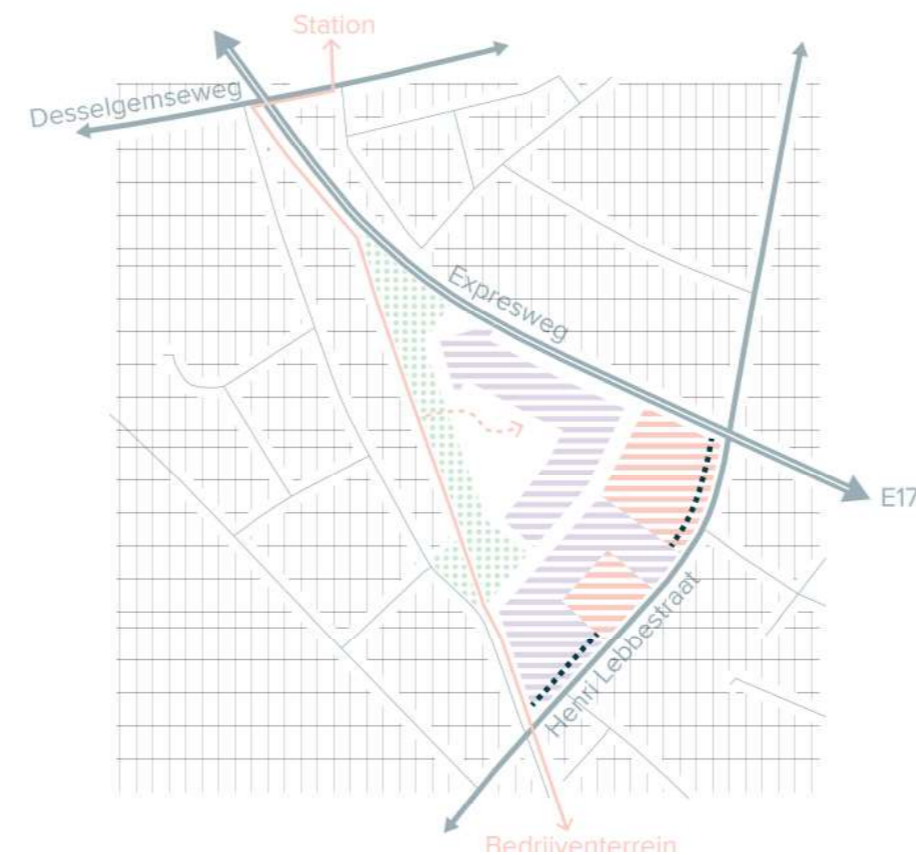 Station
Desselgemseweg
Expresweg
E17
Henri Lebbestraat
Bedrijventerrein